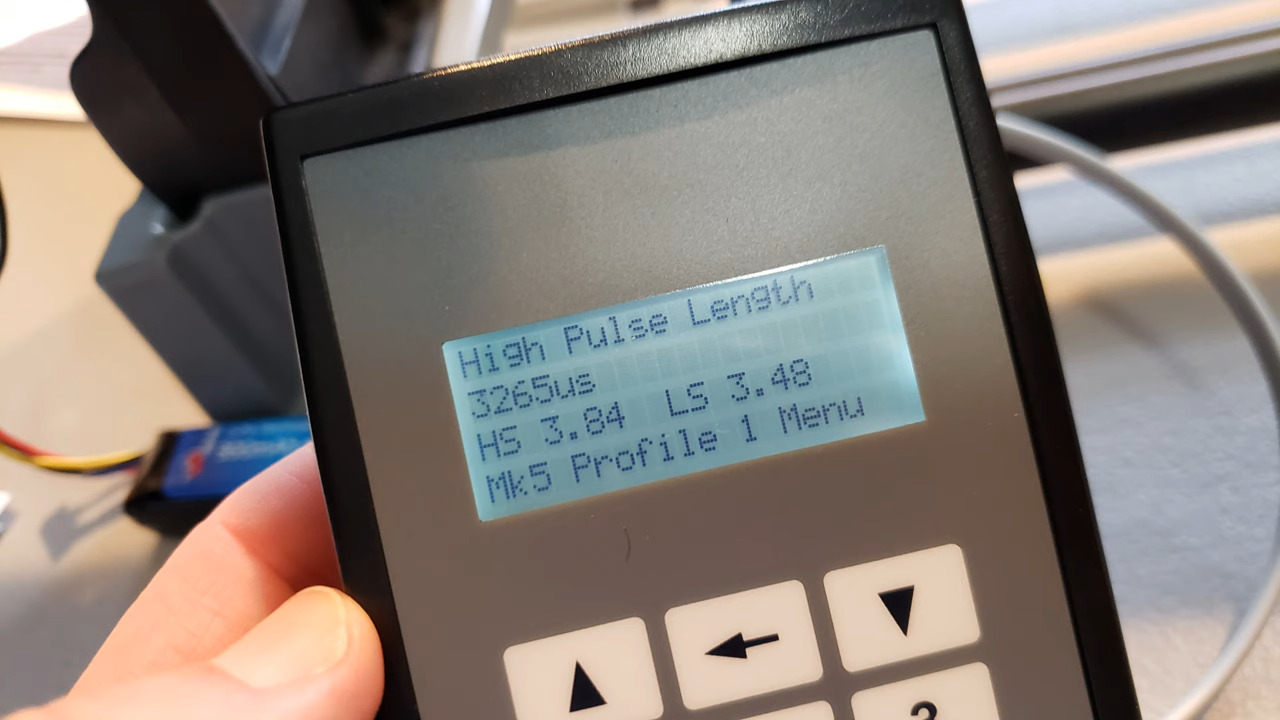 High Pulse Length
3265us
HS 3.84 LS 3.48
Mk5 Profile 1 Menu
?